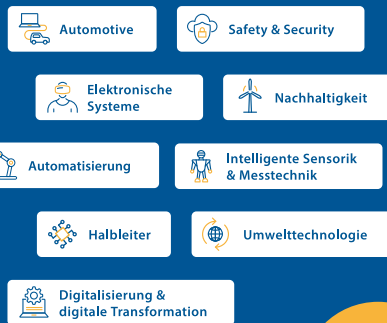 Automotive
Safety & Security
Elektronische
Systeme
Nachhaltigkeit
Automatisierung
Intelligente Sensorik
& Messtechnik
Halbleiter
Umwelttechnologie
Digitalisierung &
digitale Transformation